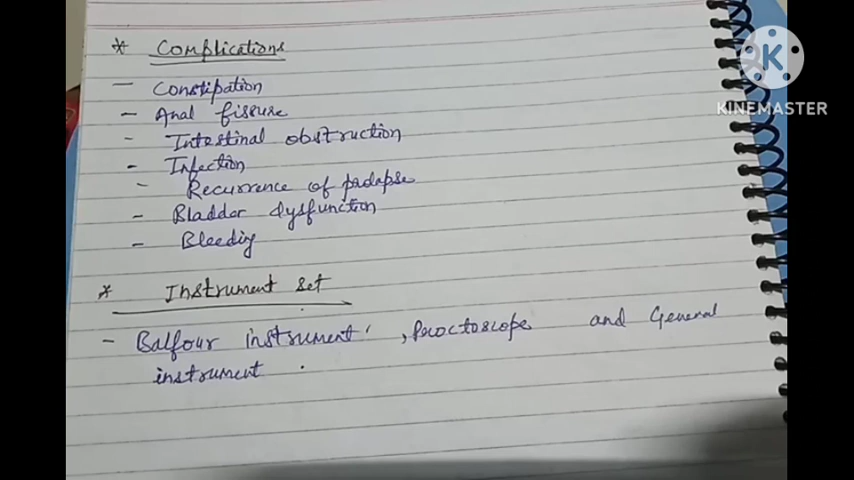 * Complications
- Constipation
- Anal fissure
- Intestinal obstruction
- Infection
- Recurrence of prolapse
- Bladder dysfunction
- Bleeding
* Instrument set
- Balfour instrument, Proctoscope and General
instrument.
K
KINEMASTER